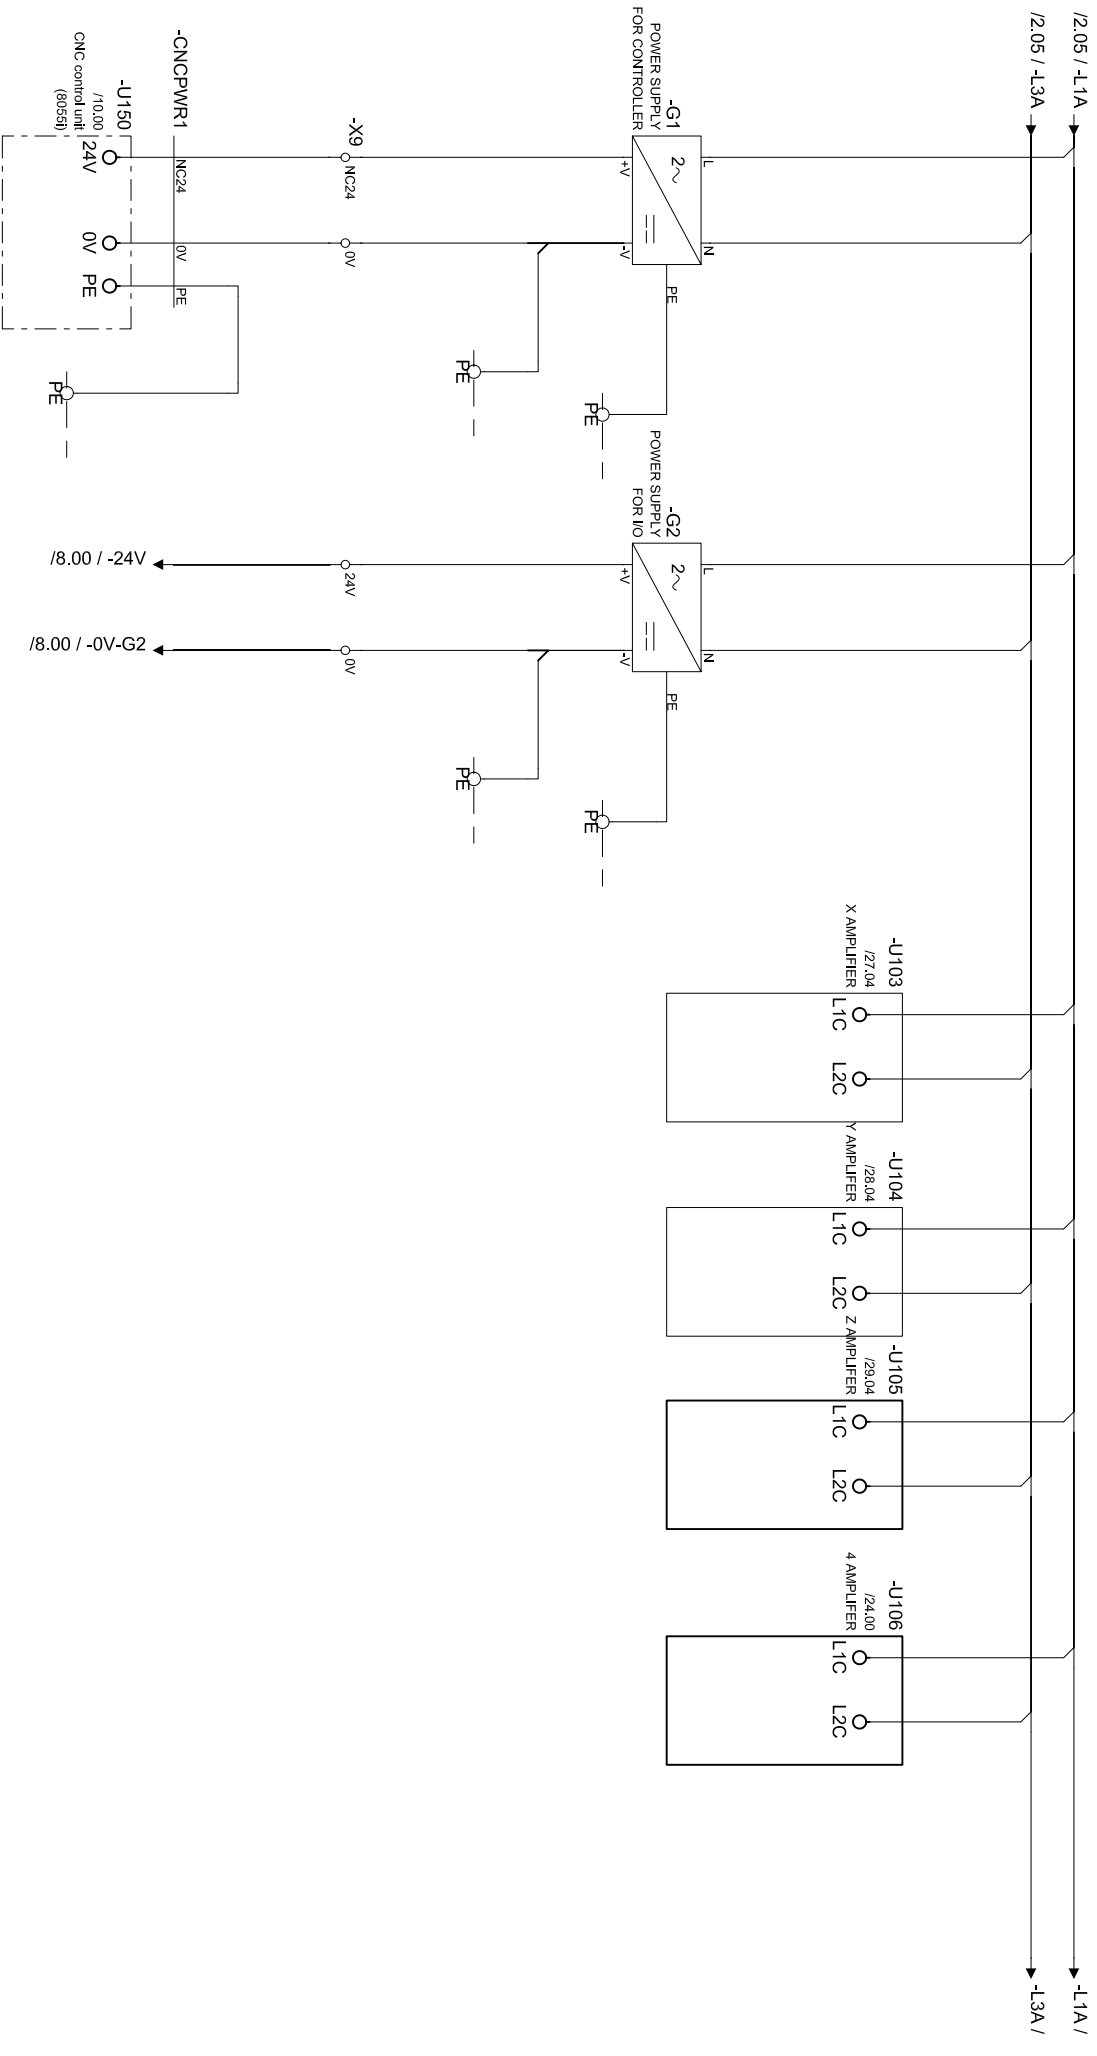 /2.05 / -L1A
-L1A /
/2.05 / -L3A
-L3A /
-G1
POWER SUPPLY
FOR CONTROLLER
L
N
2~
+V
-V
PE
PE
PE
-G2
POWER SUPPLY
FOR I/O
L
N
2~
+V
-V
PE
PE
PE
-U103
/27.04
X AMPLIFIER
L1C
L2C
-U104
/28.04
Y AMPLIFER
L1C
L2C
-U105
/29.04
Z AMPLIFER
L1C
L2C
-U106
/24.00
4 AMPLIFER
L1C
L2C
-X9
NC24
0V
24V
0V
-CNCPWR1
NC24
0V
PE
-U150
/10.00
CNC control unit
(8055i)
24V
0V
PE
PE
/8.00 / -24V
/8.00 / -0V-G2